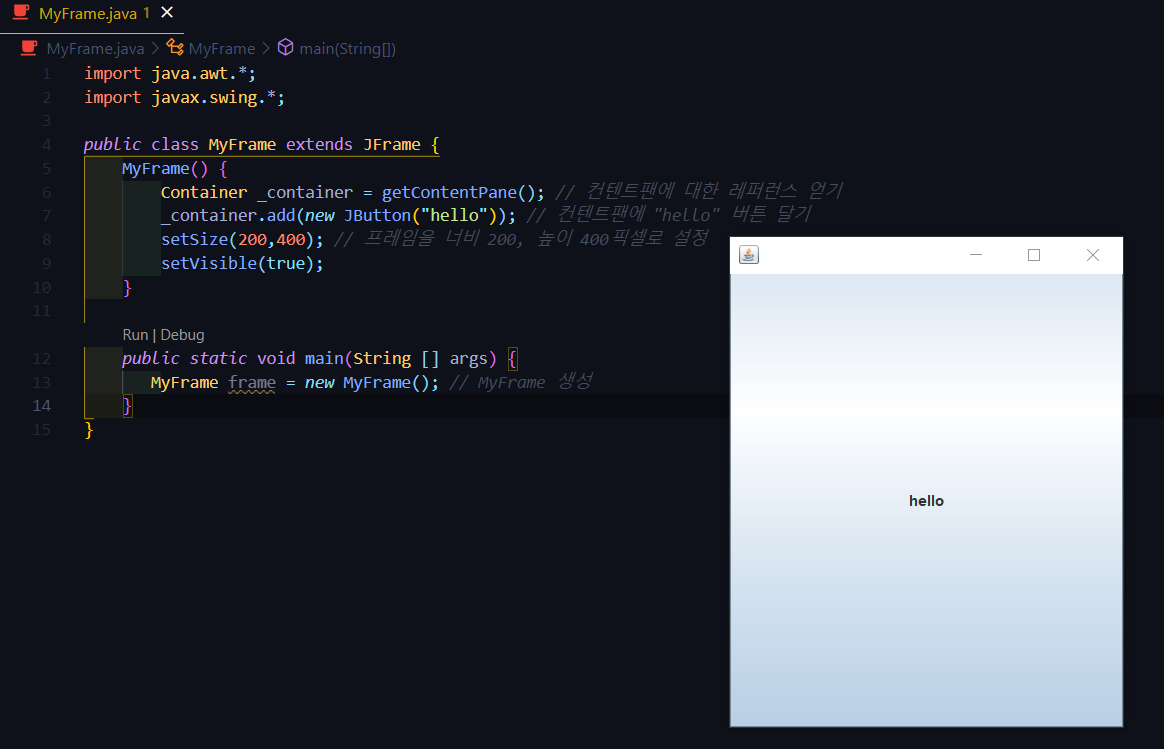 MyFrame.java 1
MyFrame.java > MyFrame > main(String[])
1 import java.awt.*;
2 import javax.swing.*;
3
4 public class MyFrame extends JFrame {
5 MyFrame() {
6 Container _container = getContentPane(); // 컨텐트팬에 대한 레퍼런스 얻기
7 _container.add(new JButton("hello")); // 컨텐트팬에 "hello" 버튼 달기
8 setSize(200,400); // 프레임을 너비 200, 높이 400픽셀로 설정
9 setVisible(true);
10 }
11
Run | Debug
12 public static void main(String [] args) {
13 MyFrame frame = new MyFrame(); // MyFrame 생성
14 }
15 }
hello